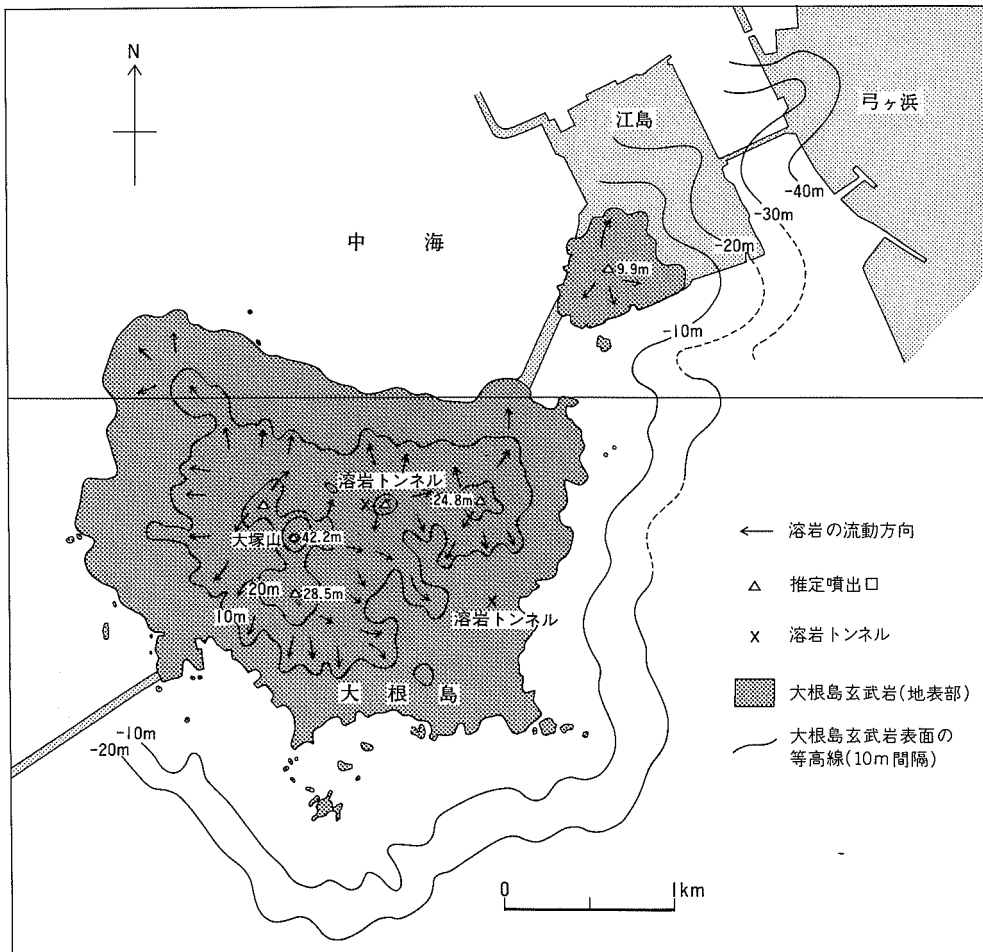 N
弓ヶ浜
江島
-40m
-30m
中 海
-20m
9.9m
-10m
溶岩トンネル
24.8m
大塚山
42.2m
20m
28.5m
10m
溶岩トンネル
大根島
-10m
-20m
← 溶岩の流動方向
△ 推定噴出口
× 溶岩トンネル
大根島玄武岩(地表部)
大根島玄武岩表面の
等高線(10m間隔)
0 1km